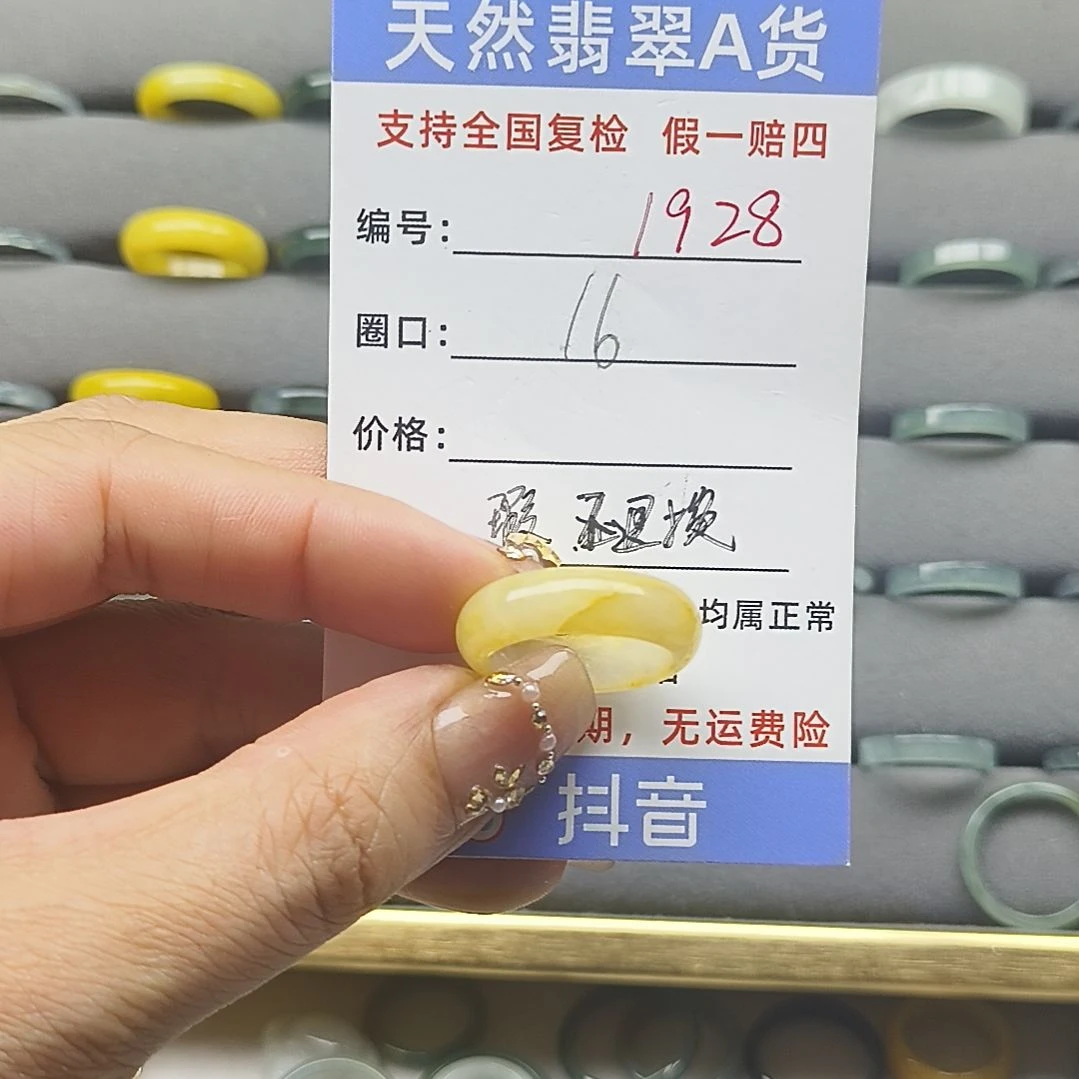 天然翡翠A货
支持全国复检 假一赔四
编号: 1928
圈口: 16
价格:
瑕
均属正常
期，无运费险
抖音